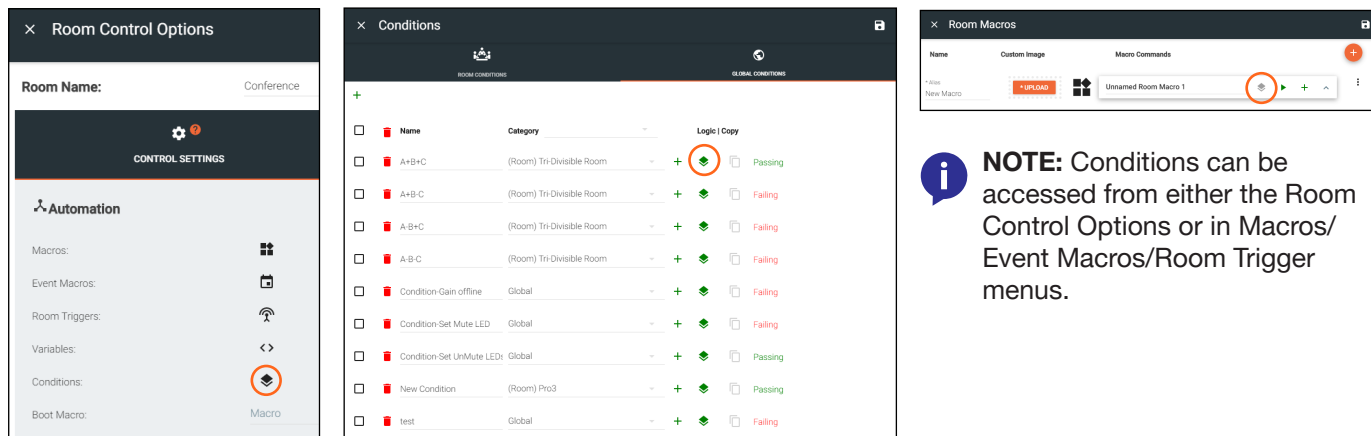 × Room Control Options
Room Name: Conference
?
CONTROL SETTINGS
Automation
Macros:
Event Macros:
Room Triggers:
Variables: <>
Conditions:
Boot Macro: Macro
× Conditions
ROOM CONDITIONS GLOBAL CONDITIONS
+
Name Category Logic | Copy
A+B+C (Room) Tri-Divisible Room + Passing
A+B-C (Room) Tri-Divisible Room + Failing
A-B+C (Room) Tri-Divisible Room + Failing
A-B-C (Room) Tri-Divisible Room + Failing
Condition-Gain offline Global + Failing
Condition-Set Mute LED Global + Failing
Condition-Set UnMute LEDs Global + Passing
New Condition (Room) Pro3 + Passing
test Global + Failing
× Room Macros
Name Custom Image Macro Commands +
* Alias
New Macro * UPLOAD Unnamed Room Macro 1 +
i NOTE: Conditions can be
accessed from either the Room
Control Options or in Macros/
Event Macros/Room Trigger
menus.